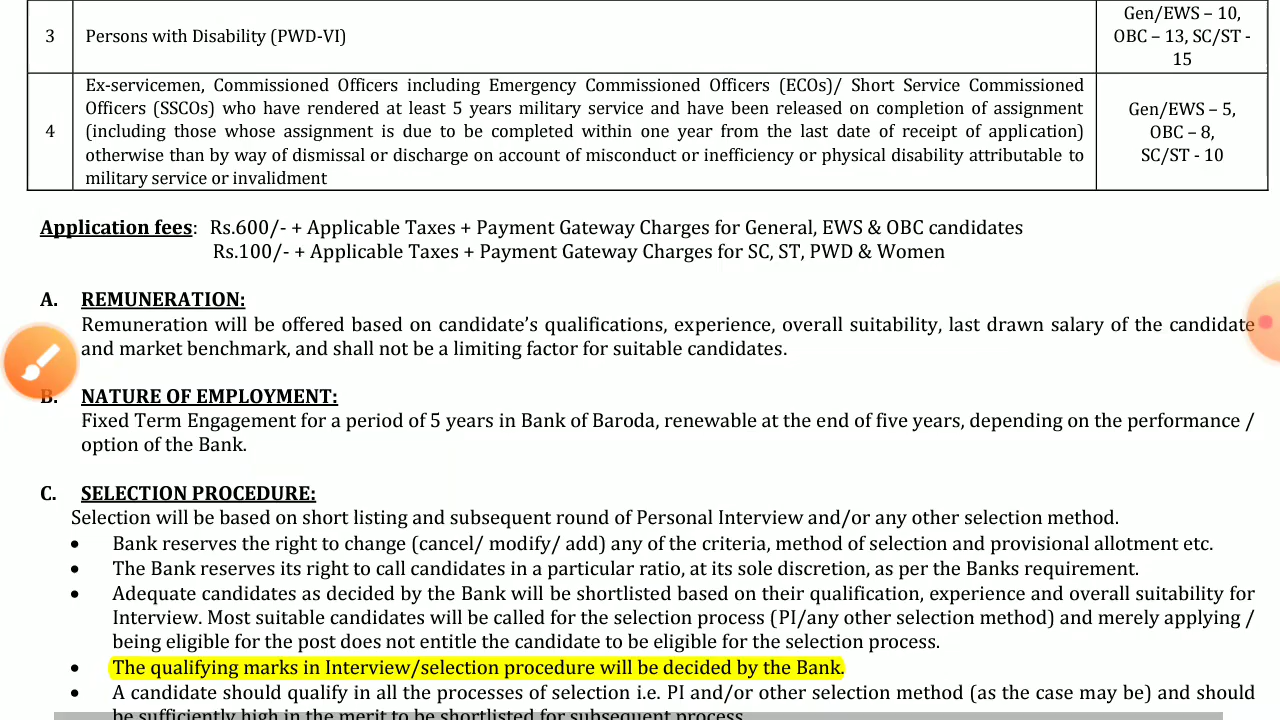 3
Persons with Disability (PWD-VI)
Gen/EWS – 10,
OBC – 13, SC/ST -
15
4
Ex-servicemen, Commissioned Officers including Emergency Commissioned Officers (ECOs)/ Short Service Commissioned
Officers (SSCOs) who have rendered at least 5 years military service and have been released on completion of assignment
(including those whose assignment is due to be completed within one year from the last date of receipt of application)
otherwise than by way of dismissal or discharge on account of misconduct or inefficiency or physical disability attributable to
military service or invalidment
Gen/EWS – 5,
OBC – 8,
SC/ST - 10
Application fees: Rs.600/- + Applicable Taxes + Payment Gateway Charges for General, EWS & OBC candidates
Rs.100/- + Applicable Taxes + Payment Gateway Charges for SC, ST, PWD & Women
A. REMUNERATION:
Remuneration will be offered based on candidate’s qualifications, experience, overall suitability, last drawn salary of the candidate
and market benchmark, and shall not be a limiting factor for suitable candidates.
B. NATURE OF EMPLOYMENT:
Fixed Term Engagement for a period of 5 years in Bank of Baroda, renewable at the end of five years, depending on the performance /
option of the Bank.
C. SELECTION PROCEDURE:
Selection will be based on short listing and subsequent round of Personal Interview and/or any other selection method.
• Bank reserves the right to change (cancel/ modify/ add) any of the criteria, method of selection and provisional allotment etc.
• The Bank reserves its right to call candidates in a particular ratio, at its sole discretion, as per the Banks requirement.
• Adequate candidates as decided by the Bank will be shortlisted based on their qualification, experience and overall suitability for
Interview. Most suitable candidates will be called for the selection process (PI/any other selection method) and merely applying /
being eligible for the post does not entitle the candidate to be eligible for the selection process.
• The qualifying marks in Interview/selection procedure will be decided by the Bank.
• A candidate should qualify in all the processes of selection i.e. PI and/or other selection method (as the case may be) and should
be sufficiently high in the merit to be shortlisted for subsequent process.